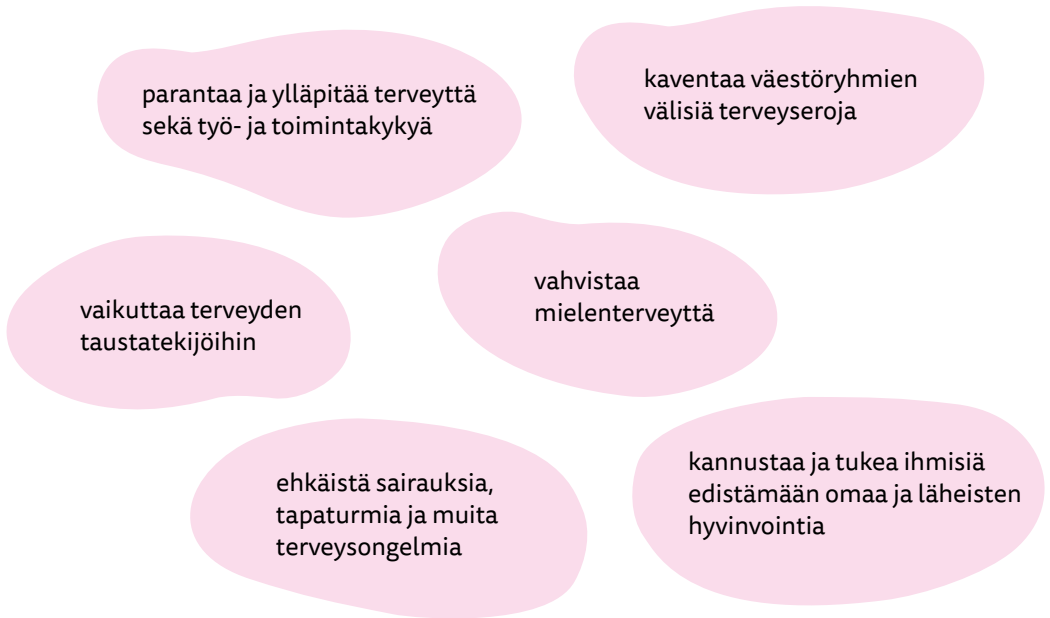 parantaa ja ylläpitää terveyttä
sekä työ- ja toimintakykyä
kaventaa väestöryhmien
välisiä terveyseroja
vaikuttaa terveyden
taustatekijöihin
vahvistaa
mielenterveyttä
ehkäistä sairauksia,
tapaturmia ja muita
terveysongelmia
kannustaa ja tukea ihmisiä
edistämään omaa ja läheisten
hyvinvointia